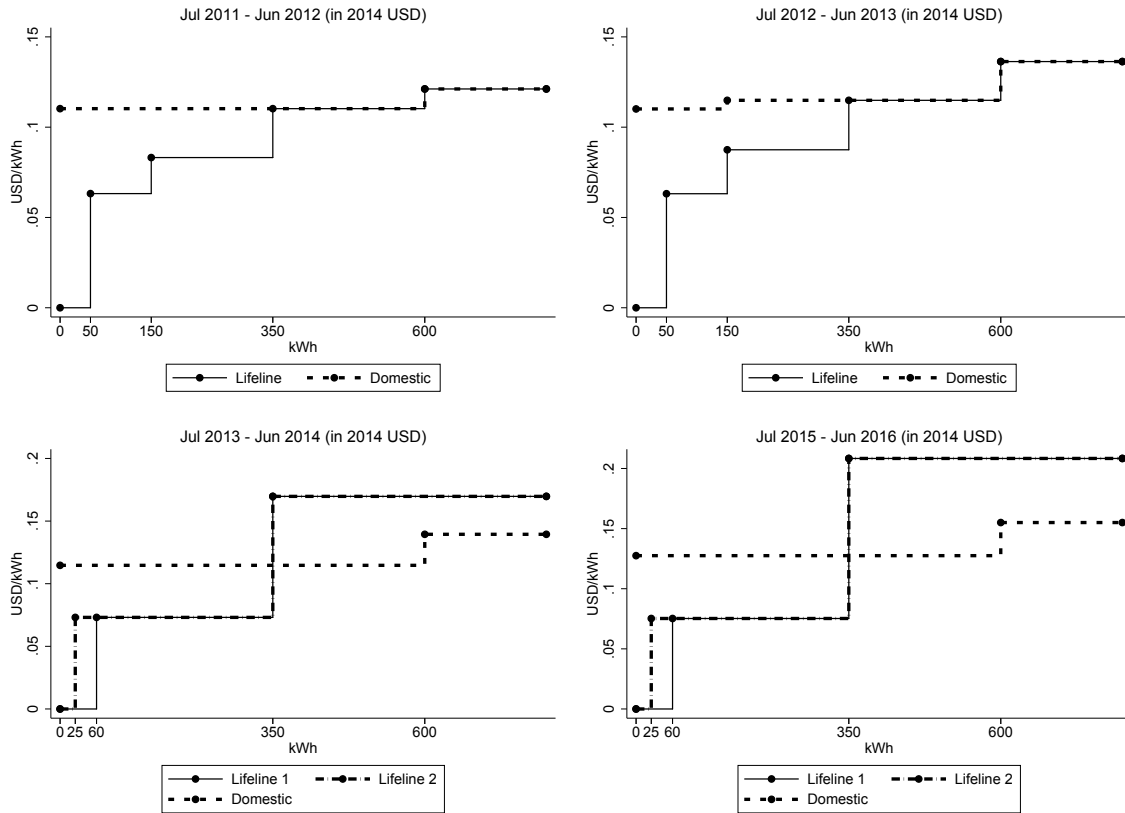 Jul 2011 - Jun 2012 (in 2014 USD)
USD/kWh
.15
.1
.05
0
0 50 150 350 600
kWh
Lifeline Domestic
Jul 2012 - Jun 2013 (in 2014 USD)
USD/kWh
.15
.1
.05
0
0 50 150 350 600
kWh
Lifeline Domestic
Jul 2013 - Jun 2014 (in 2014 USD)
USD/kWh
.2
.15
.1
.05
0
0 25 60 350 600
kWh
Lifeline 1 Lifeline 2
Domestic
Jul 2015 - Jun 2016 (in 2014 USD)
USD/kWh
.2
.15
.1
.05
0
0 25 60 350 600
kWh
Lifeline 1 Lifeline 2
Domestic